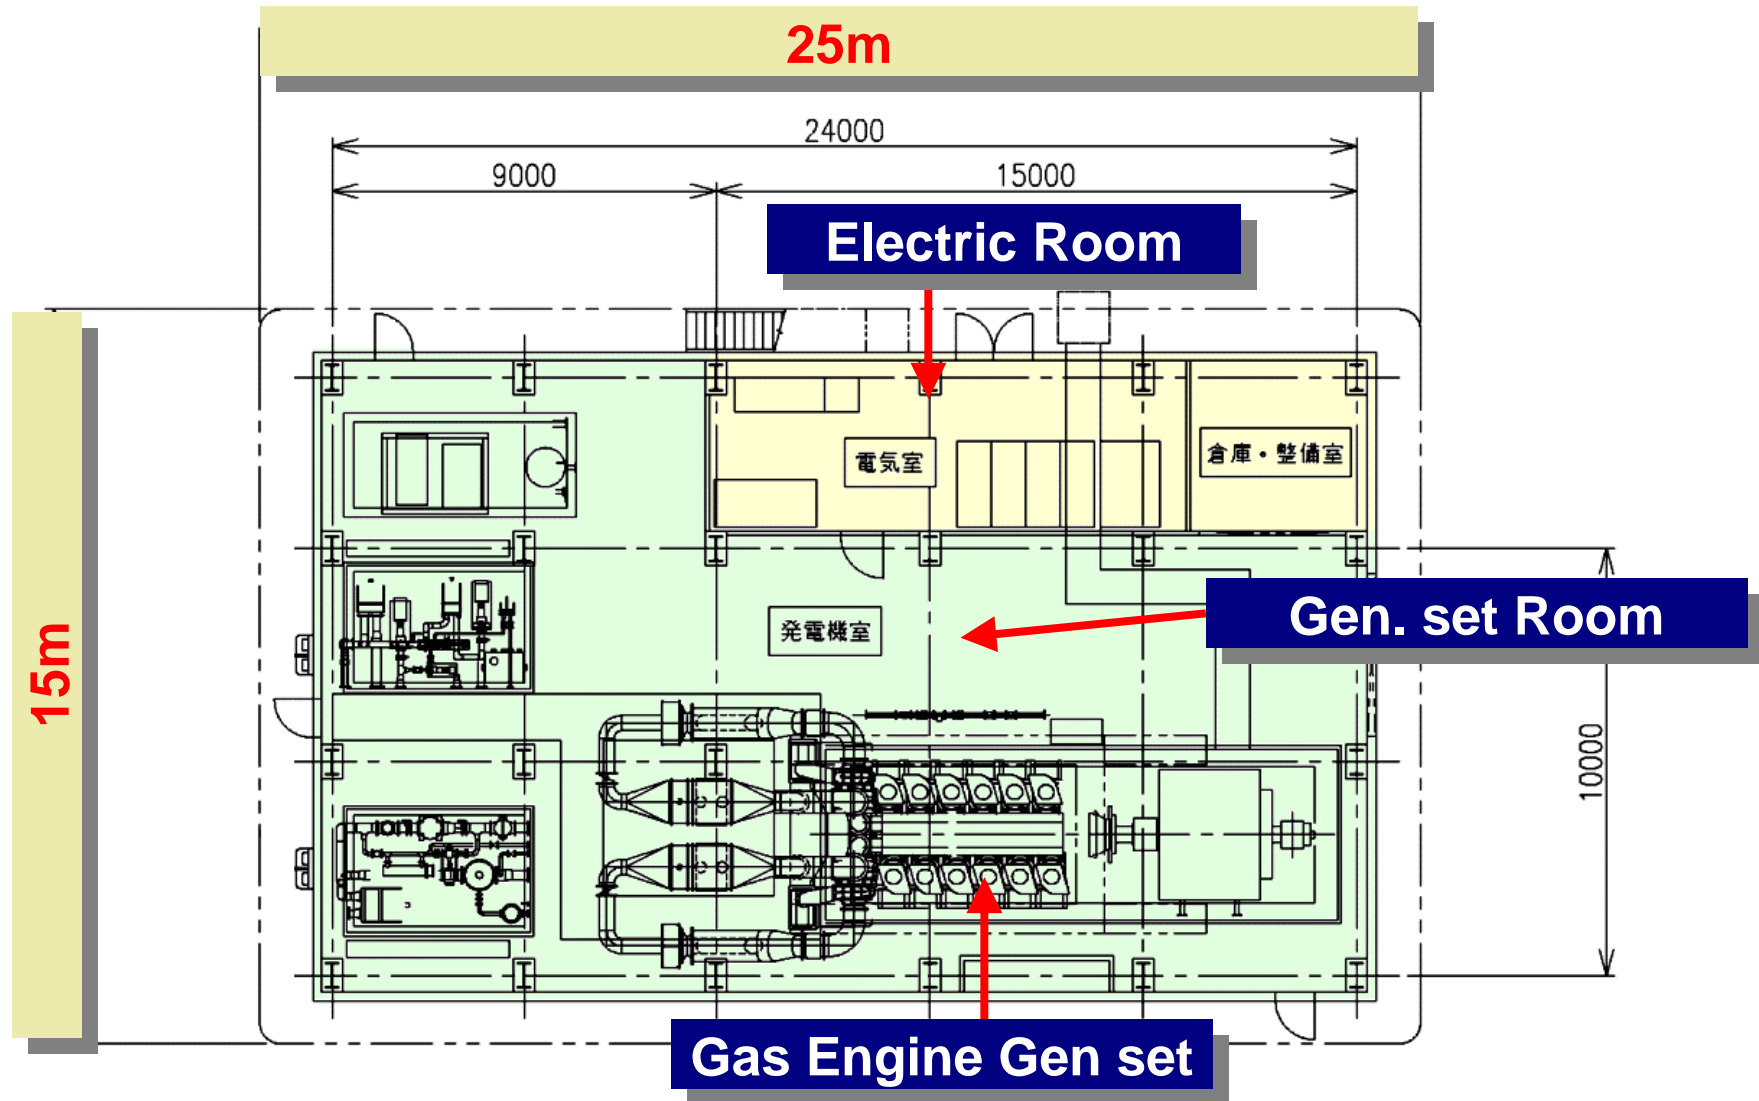 25m
24000
9000
15000
Electric Room
電気室
倉庫・整備室
Gen. set Room
発電機室
15m
10000
Gas Engine Gen set